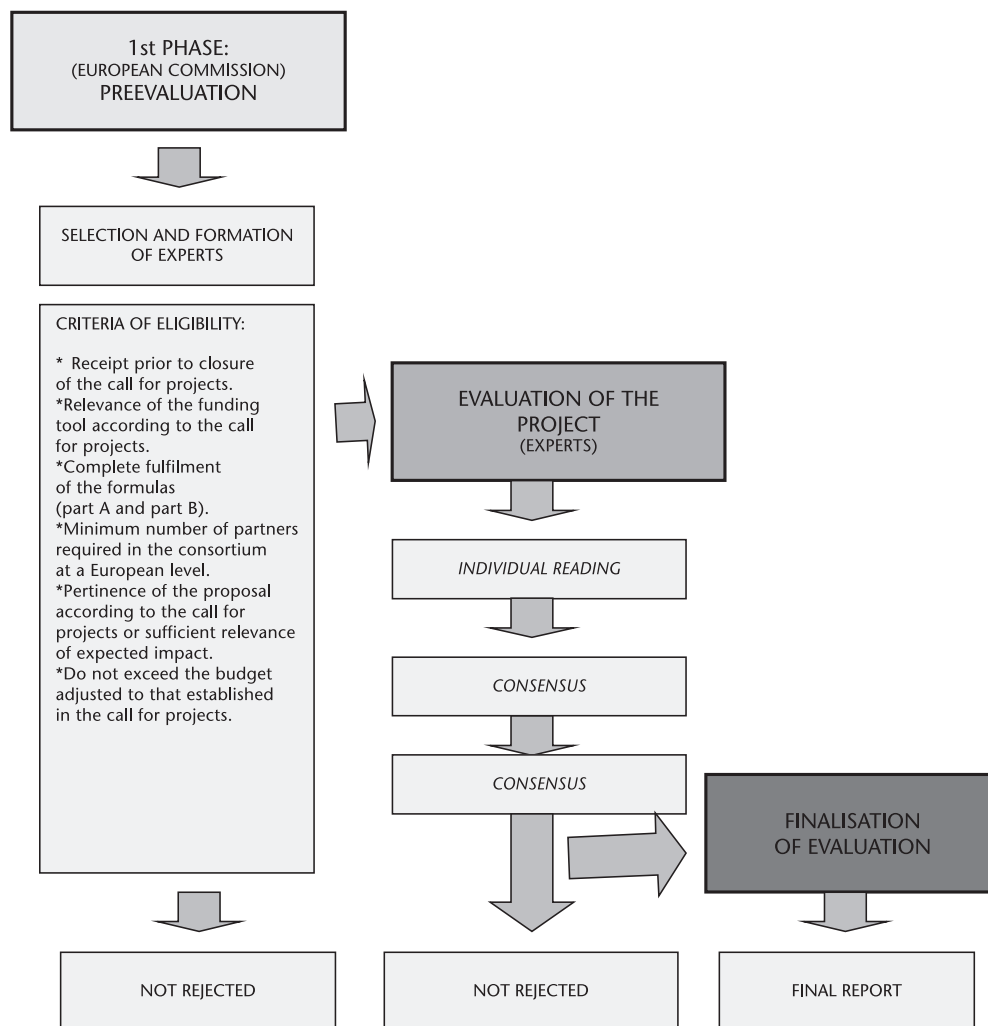 1st PHASE:
(EUROPEAN COMMISSION)
PREEVALUATION
SELECTION AND FORMATION
OF EXPERTS
CRITERIA OF ELIGIBILITY:
* Receipt prior to closure
of the call for projects.
*Relevance of the funding
tool according to the call
for projects.
*Complete fulfilment
of the formulas
(part A and part B).
*Minimum number of partners
required in the consortium
at a European level.
*Pertinence of the proposal
according to the call for
projects or sufficient relevance
of expected impact.
*Do not exceed the budget
adjusted to that established
in the call for projects.
NOT REJECTED
EVALUATION OF THE
PROJECT
(EXPERTS)
INDIVIDUAL READING
CONSENSUS
CONSENSUS
NOT REJECTED
FINALISATION
OF EVALUATION
FINAL REPORT